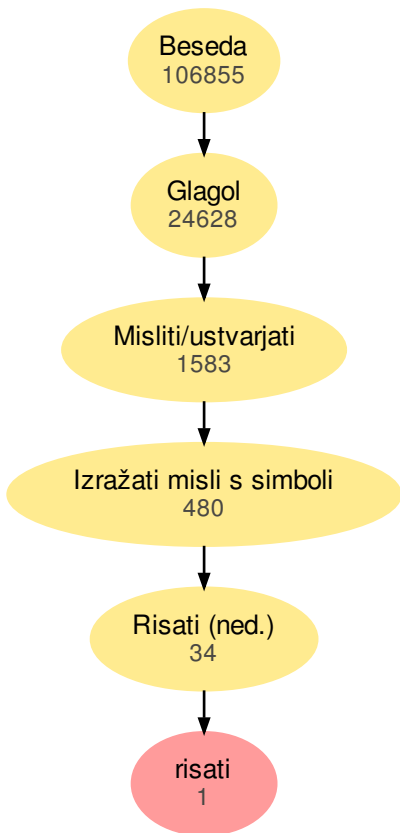 Beseda
106855
Glagol
24628
Misliti/ustvarjati
1583
Izražati misli s simboli
480
Risati (ned.)
34
risati
1